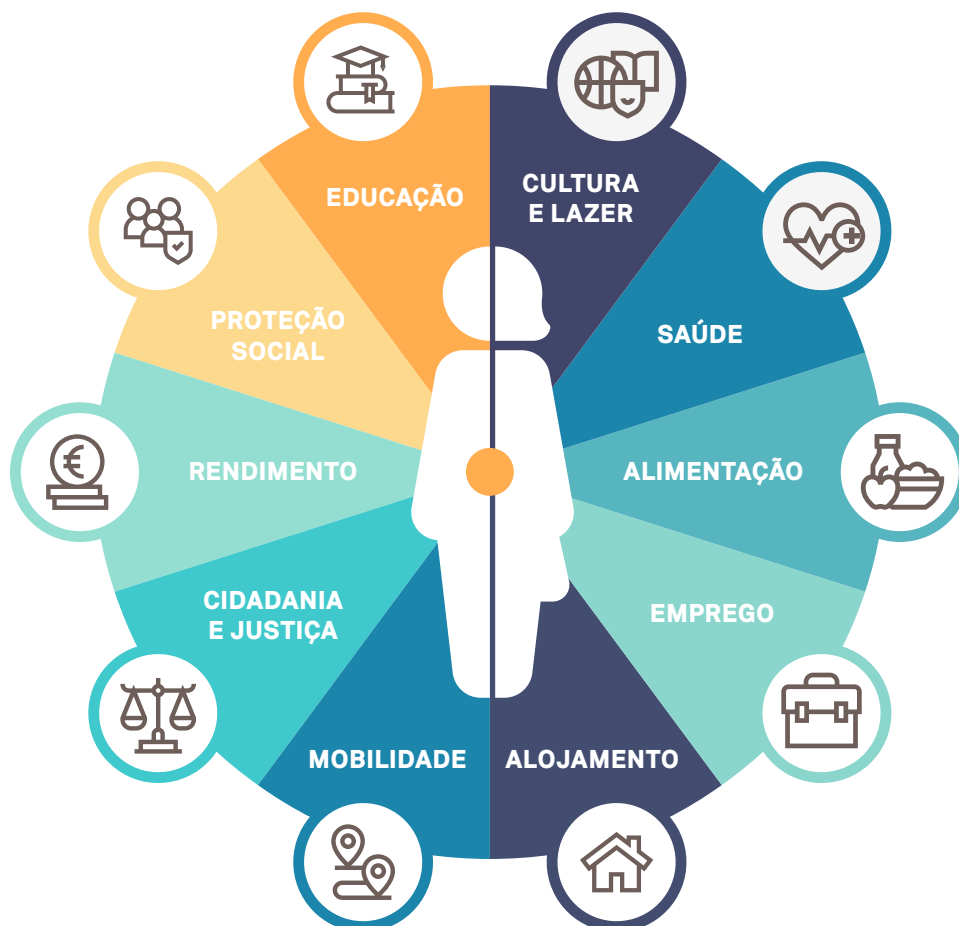 EDUCAÇÃO
CULTURA
E LAZER
SAÚDE
ALIMENTAÇÃO
EMPREGO
ALOJAMENTO
MOBILIDADE
CIDADANIA
E JUSTIÇA
RENDIMENTO
PROTEÇÃO
SOCIAL